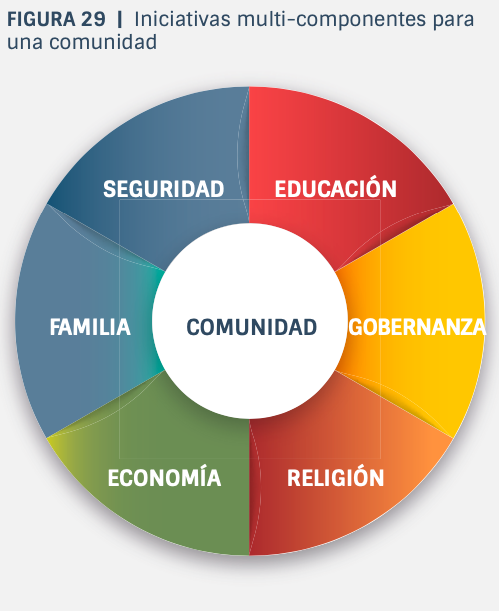 FIGURA 29 | Iniciativas multi-componentes para
una comunidad
SEGURIDAD
EDUCACIÓN
FAMILIA
COMUNIDAD
GOBERNANZA
ECONOMÍA
RELIGIÓN